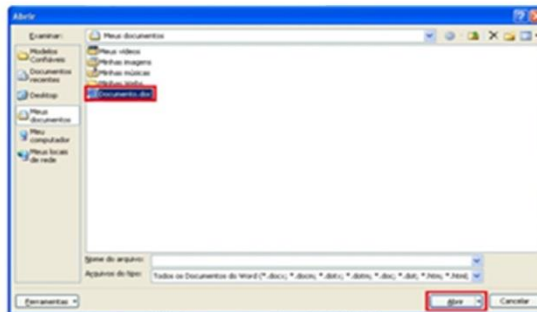 Abrir
Examinar:
Meus documentos
Modelos Confiáveis
Documentos recentes
Desktop
Meus documentos
Meu computador
Meus locais de rede
Meus vídeos
Minhas imagens
Minhas músicas
Minhas
Documento.doc
Nome do arquivo:
Arquivos do tipo:
Todos os Documentos do Word (*.docx; *.docm; *.dotx; *.dotm; *.doc; *.dot; *.htm; *.html;
Ferramentas
Abrir
Cancelar